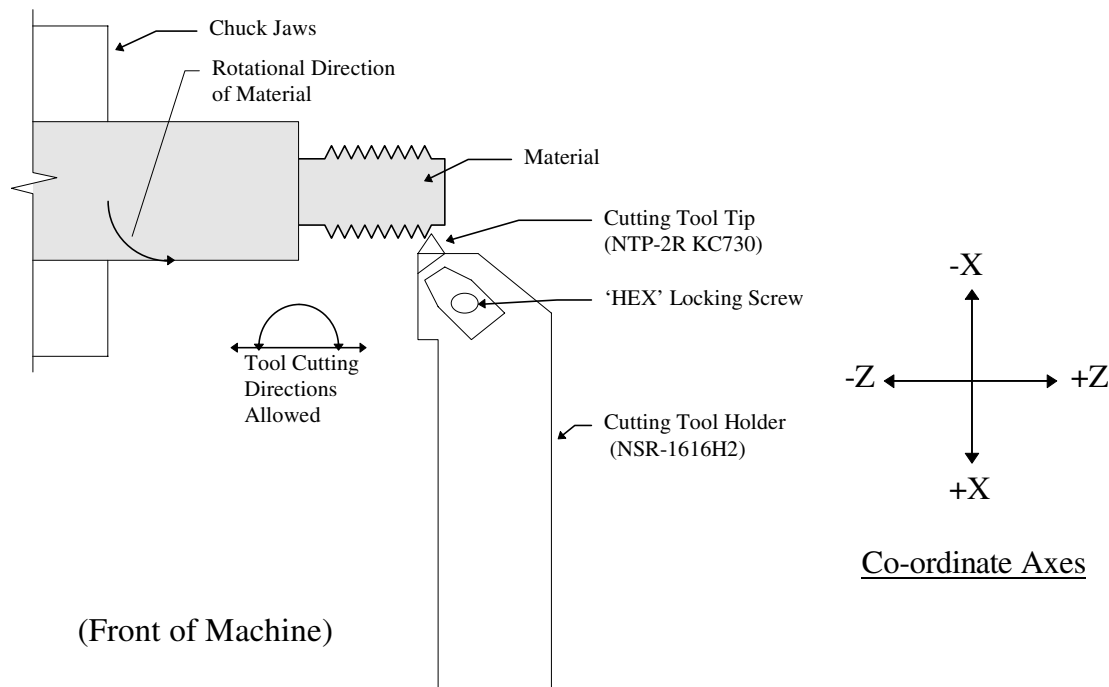 Chuck Jaws
Rotational Direction
of Material
Material
Cutting Tool Tip
(NTP-2R KC730)
‘HEX’ Locking Screw
Tool Cutting
Directions
Allowed
Cutting Tool Holder
(NSR-1616H2)
-X
-Z
+Z
+X
Co-ordinate Axes
(Front of Machine)